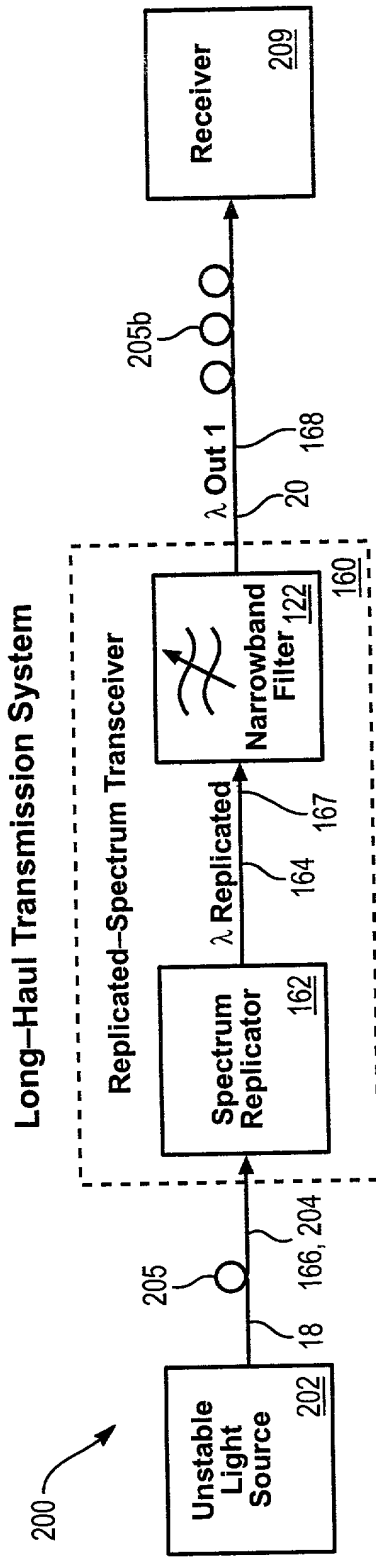 Long–Haul Transmission System
200
Unstable
Light
Source
202
205
18
166, 204
Replicated–Spectrum Transceiver
Spectrum
Replicator
162
λ Replicated
164
167
Narrowband
Filter
122
160
λ Out 1
20
168
205b
Receiver
209